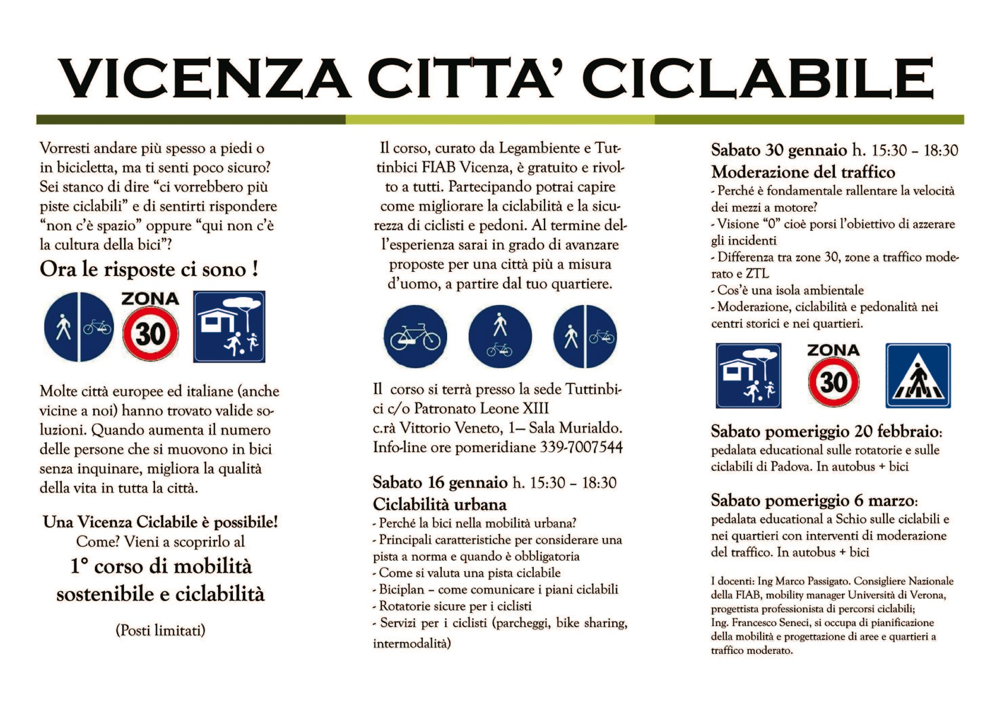 VICENZA CITTA’ CICLABILE
Vorresti andare più spesso a piedi o
in bicicletta, ma ti senti poco sicuro?
Sei stanco di dire “ci vorrebbero più
piste ciclabili” e di sentirti rispondere
“non c’è spazio” oppure “qui non c’è
la cultura della bici”?
Ora le risposte ci sono !
ZONA
30
Molte città europee ed italiane (anche
vicine a noi) hanno trovato valide so-
luzioni. Quando aumenta il numero
delle persone che si muovono in bici
senza inquinare, migliora la qualità
della vita in tutta la città.
Una Vicenza Ciclabile è possibile!
Come? Vieni a scoprirlo al
1° corso di mobilità
sostenibile e ciclabilità
(Posti limitati)
Il corso, curato da Legambiente e Tut-
tinbici FIAB Vicenza, è gratuito e rivol-
to a tutti. Partecipando potrai capire
come migliorare la ciclabilità e la sicu-
rezza di ciclisti e pedoni. Al termine del-
l’esperienza sarai in grado di avanzare
proposte per una città più a misura
d’uomo, a partire dal tuo quartiere.
Il corso si terrà presso la sede Tuttinbi-
ci c/o Patronato Leone XIII
c.rà Vittorio Veneto, 1— Sala Murialdo.
Info-line ore pomeridiane 339-7007544
Sabato 16 gennaio h. 15:30 – 18:30
Ciclabilità urbana
- Perché la bici nella mobilità urbana?
- Principali caratteristiche per considerare una
pista a norma e quando è obbligatoria
- Come si valuta una pista ciclabile
- Biciplan – come comunicare i piani ciclabili
- Rotatorie sicure per i ciclisti
- Servizi per i ciclisti (parcheggi, bike sharing,
intermodalità)
Sabato 30 gennaio h. 15:30 – 18:30
Moderazione del traffico
- Perché è fondamentale rallentare la velocità
dei mezzi a motore?
- Visione “0” cioè porsi l’obiettivo di azzerare
gli incidenti
- Differenza tra zone 30, zone a traffico mode-
rato e ZTL
- Cos’è una isola ambientale
- Moderazione, ciclabilità e pedonalità nei
centri storici e nei quartieri.
ZONA
30
Sabato pomeriggio 20 febbraio:
pedalata educational sulle rotatorie e sulle
ciclabili di Padova. In autobus + bici
Sabato pomeriggio 6 marzo:
pedalata educational a Schio sulle ciclabili e
nei quartieri con interventi di moderazione
del traffico. In autobus + bici
I docenti: Ing Marco Passigato. Consigliere Nazionale
della FIAB, mobility manager Università di Verona,
progettista professionista di percorsi ciclabili;
Ing. Francesco Seneci, si occupa di pianificazione
della mobilità e progettazione di aree e quartieri a
traffico moderato.